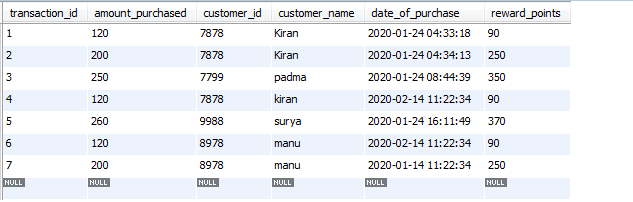 transaction_id amount_purchased customer_id customer_name date_of_purchase reward_points
1 120 7878 Kiran 2020-01-24 04:33:18 90
2 200 7878 Kiran 2020-01-24 04:34:13 250
3 250 7799 padma 2020-01-24 08:44:39 350
4 120 7878 kiran 2020-02-14 11:22:34 90
5 260 9988 surya 2020-01-24 16:11:49 370
6 120 8978 manu 2020-02-14 11:22:34 90
7 200 8978 manu 2020-01-14 11:22:34 250
NULL NULL NULL NULL NULL NULL